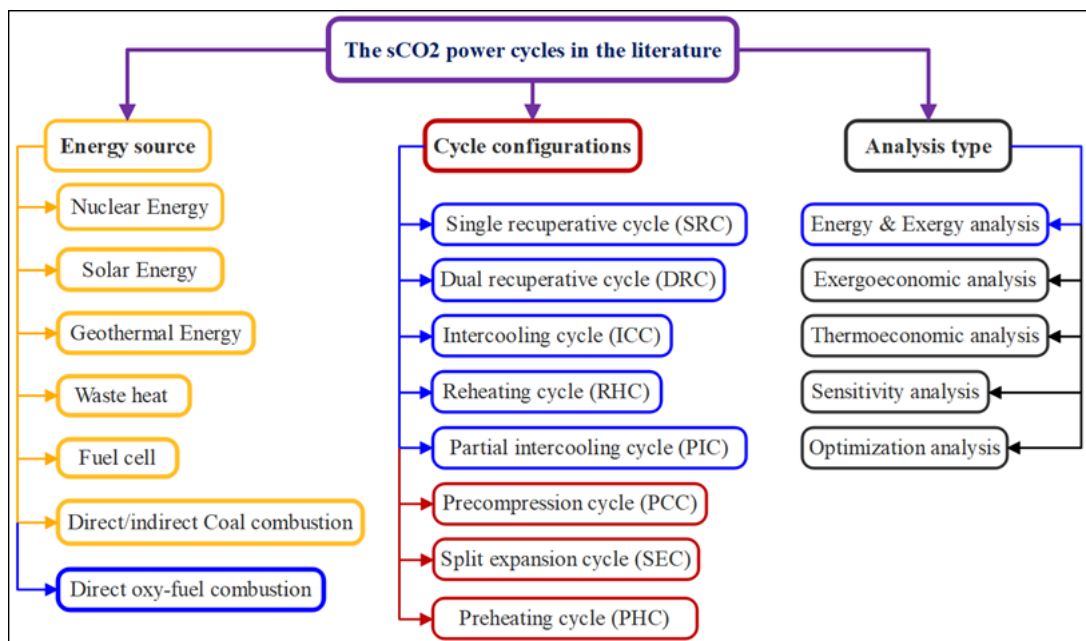 The sCO2 power cycles in the literature
Energy source
Nuclear Energy
Solar Energy
Geothermal Energy
Waste heat
Fuel cell
Direct/indirect Coal combustion
Direct oxy-fuel combustion
Cycle configurations
Single recuperative cycle (SRC)
Dual recuperative cycle (DRC)
Intercooling cycle (ICC)
Reheating cycle (RHC)
Partial intercooling cycle (PIC)
Precompression cycle (PCC)
Split expansion cycle (SEC)
Preheating cycle (PHC)
Analysis type
Energy & Exergy analysis
Exergoeconomic analysis
Thermoeconomic analysis
Sensitivity analysis
Optimization analysis